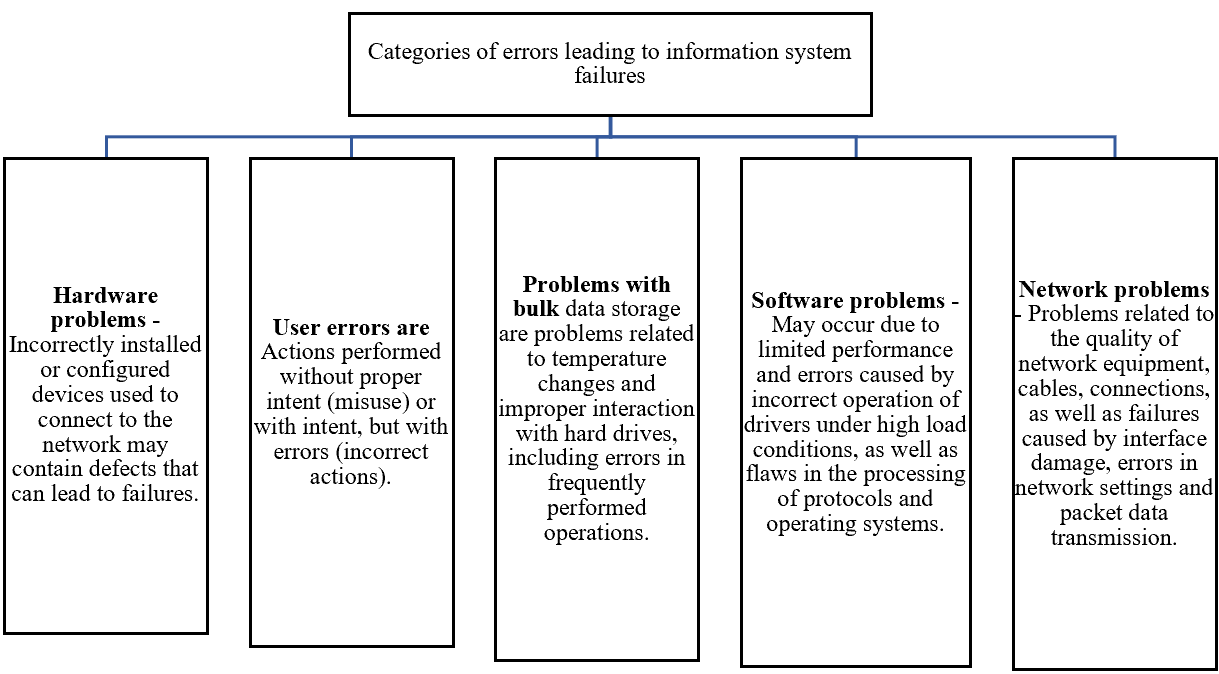 Categories of errors leading to information system
failures
Hardware
problems -
Incorrectly installed
or configured
devices used to
connect to the
network may
contain defects that
can lead to failures.
User errors are
Actions performed
without proper
intent (misuse) or
with intent, but with
errors (incorrect
actions).
Problems with
bulk data storage
are problems related
to temperature
changes and
improper interaction
with hard drives,
including errors in
frequently
performed
operations.
Software problems -
May occur due to
limited performance
and errors caused by
incorrect operation of
drivers under high load
conditions, as well as
flaws in the processing
of protocols and
operating systems.
Network problems
- Problems related to
the quality of
network equipment,
cables, connections,
as well as failures
caused by interface
damage, errors in
network settings and
packet data
transmission.